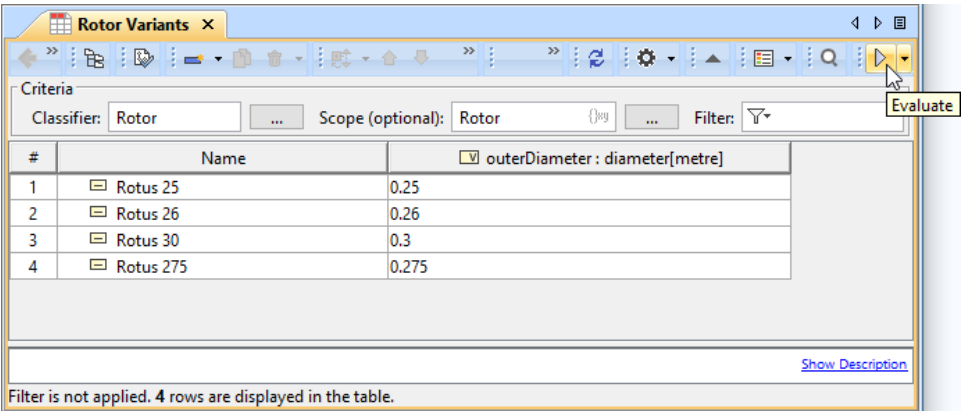 Rotor Variants
Criteria
Classifier: Rotor ... Scope (optional): Rotor {}xy ... Filter:
Evaluate
# Name V outerDiameter : diameter[metre]
1 Rotus 25 0.25
2 Rotus 26 0.26
3 Rotus 30 0.3
4 Rotus 275 0.275
Show Description
Filter is not applied. 4 rows are displayed in the table.